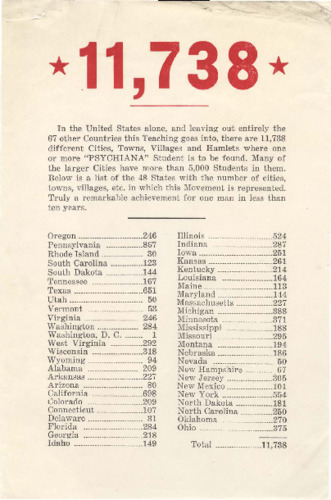 ★ 11,738 ★
In the United States alone, and leaving out entirely the
67 other Countries this Teaching goes into, there are 11,738
different Cities, Towns, Villages and Hamlets where one
or more "PSYCHIANA" Student is to be found. Many of
the larger Cities have more than 5,000 Students in them.
Below is a list of the 48 States with the number of cities,
towns, villages, etc. in which this Movement is represented.
Truly a remarkable achievement for one man in less than
ten years.
Oregon 246
Pennsylvania 867
Rhode Island 30
South Carolina 123
South Dakota 144
Tennessee 167
Texas 651
Utah 50
Vermont 53
Virginia 246
Washington 284
Washington, D. C. 1
West Virginia 292
Wisconsin 318
Wyoming 94
Alabama 209
Arkansas 227
Arizona 80
California 698
Colorado 209
Connecticut 107
Delaware 31
Florida 284
Georgia 218
Idaho 149
Illinois 524
Indiana 287
Iowa 251
Kansas 261
Kentucky 214
Louisiana 164
Maine 113
Maryland 144
Massachusetts 227
Michigan 388
Minnesota 371
Mississippi 188
Missouri 295
Montana 194
Nebraska 186
Nevada 50
New Hampshire 67
New Jersey 305
New Mexico 101
New York 554
North Dakota 181
North Carolina 250
Oklahoma 270
Ohio 375
Total 11,738